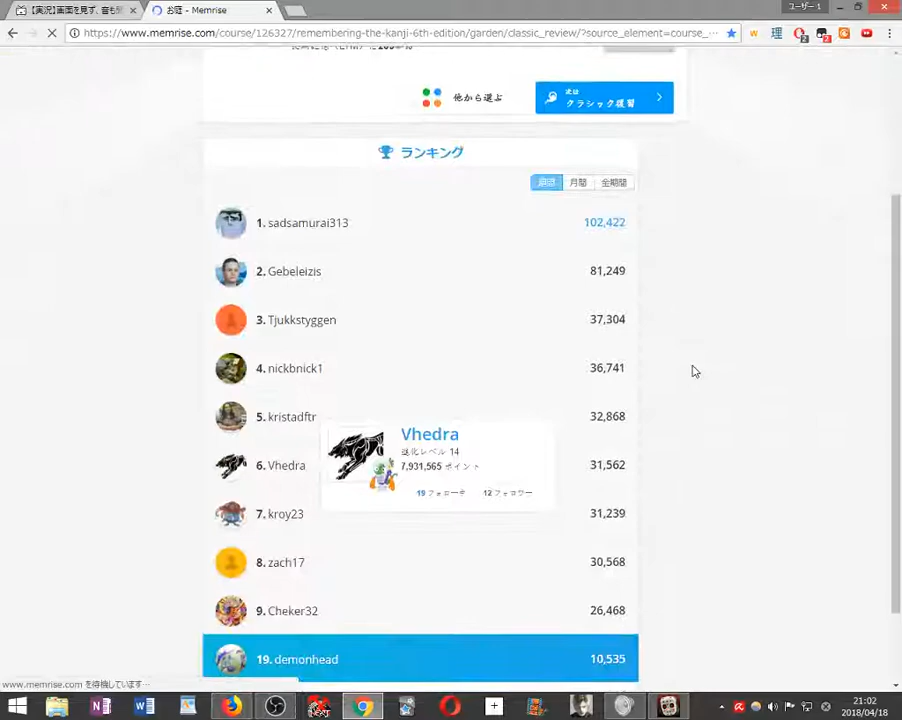 【実況】画面を見ず、音も
お庭 - Memrise
ユーザー 1
https://www.memrise.com/course/126327/remembering-the-kanji-6th-edition/garden/classic_review/?source_element=course_...
他から選ぶ
次は
クラシック復習
ランキング
週間 月間 全期間
1. sadsamurai313 102,422
2. Gebeleizis 81,249
3. Tjukkstyggen 37,304
4. nickbnick1 36,741
5. kristadftr 32,868
Vhedra
進化レベル 14
7,931,565 ポイント
19 フォロー中 12 フォロワー
6. Vhedra 31,562
7. kroy23 31,239
8. zach17 30,568
9. Cheker32 26,468
19. demonhead 10,535
www.memrise.com を待機しています…
21:02
2018/04/18